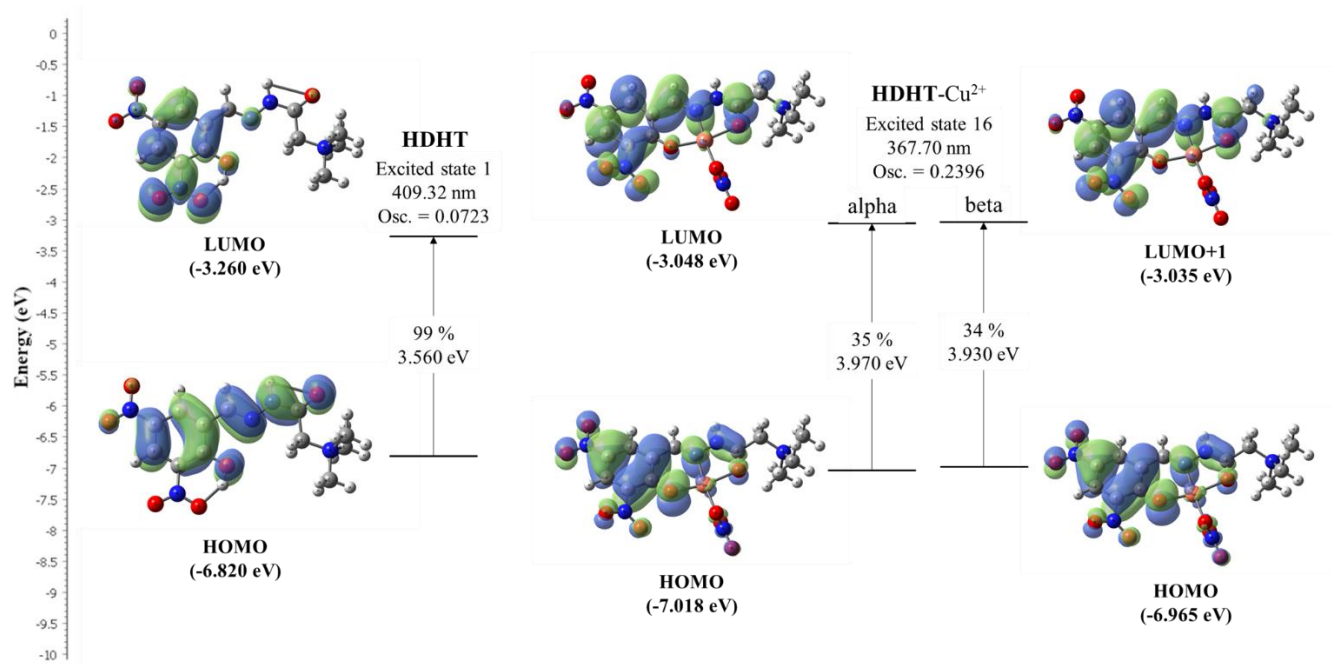 Energy (eV)
0
-0.5
-1
-1.5
-2
-2.5
-3
-3.5
-4
-4.5
-5
-5.5
-6
-6.5
-7
-7.5
-8
-8.5
-9
-9.5
-10
LUMO
(-3.260 eV)
HOMO
(-6.820 eV)
HDHT
Excited state 1
409.32 nm
Osc. = 0.0723
99 %
3.560 eV
LUMO
(-3.048 eV)
HOMO
(-7.018 eV)
HDHT-Cu²⁺
Excited state 16
367.70 nm
Osc. = 0.2396
alpha
beta
35 %
3.970 eV
34 %
3.930 eV
LUMO+1
(-3.035 eV)
HOMO
(-6.965 eV)